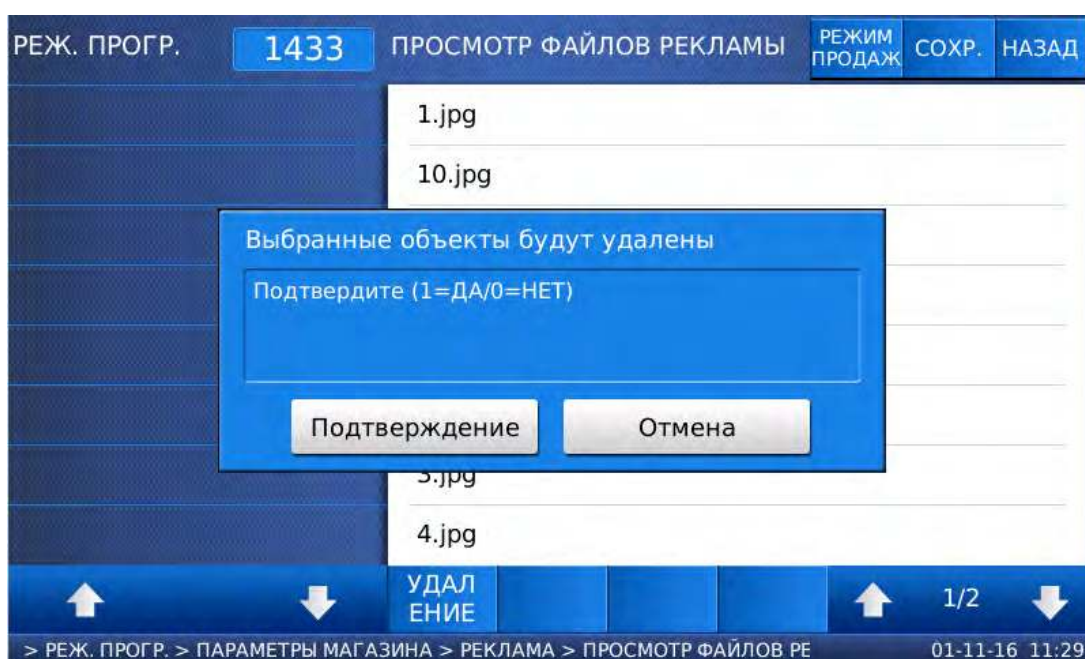 РЕЖ. ПРОГР. 1433 ПРОСМОТР ФАЙЛОВ РЕКЛАМЫ РЕЖИМ ПРОДАЖ СОХР. НАЗАД
1.jpg
10.jpg
Выбранные объекты будут удалены
Подтвердите (1=ДА/0=НЕТ)
Подтверждение Отмена
3.jpg
4.jpg
УДАЛ
ЕНИЕ
1/2
> РЕЖ. ПРОГР. > ПАРАМЕТРЫ МАГАЗИНА > РЕКЛАМА > ПРОСМОТР ФАЙЛОВ РЕ 01-11-16 11:29